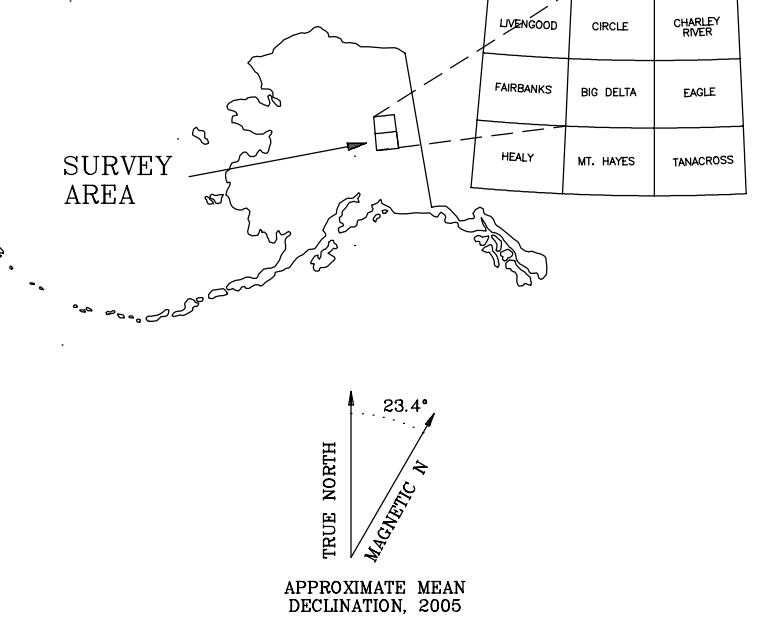 LIVENGOOD
CIRCLE
CHARLEY
RIVER
FAIRBANKS
BIG DELTA
EAGLE
HEALY
MT. HAYES
TANACROSS
SURVEY
AREA
23.4°
TRUE NORTH
MAGNETIC N
APPROXIMATE MEAN
DECLINATION, 2005